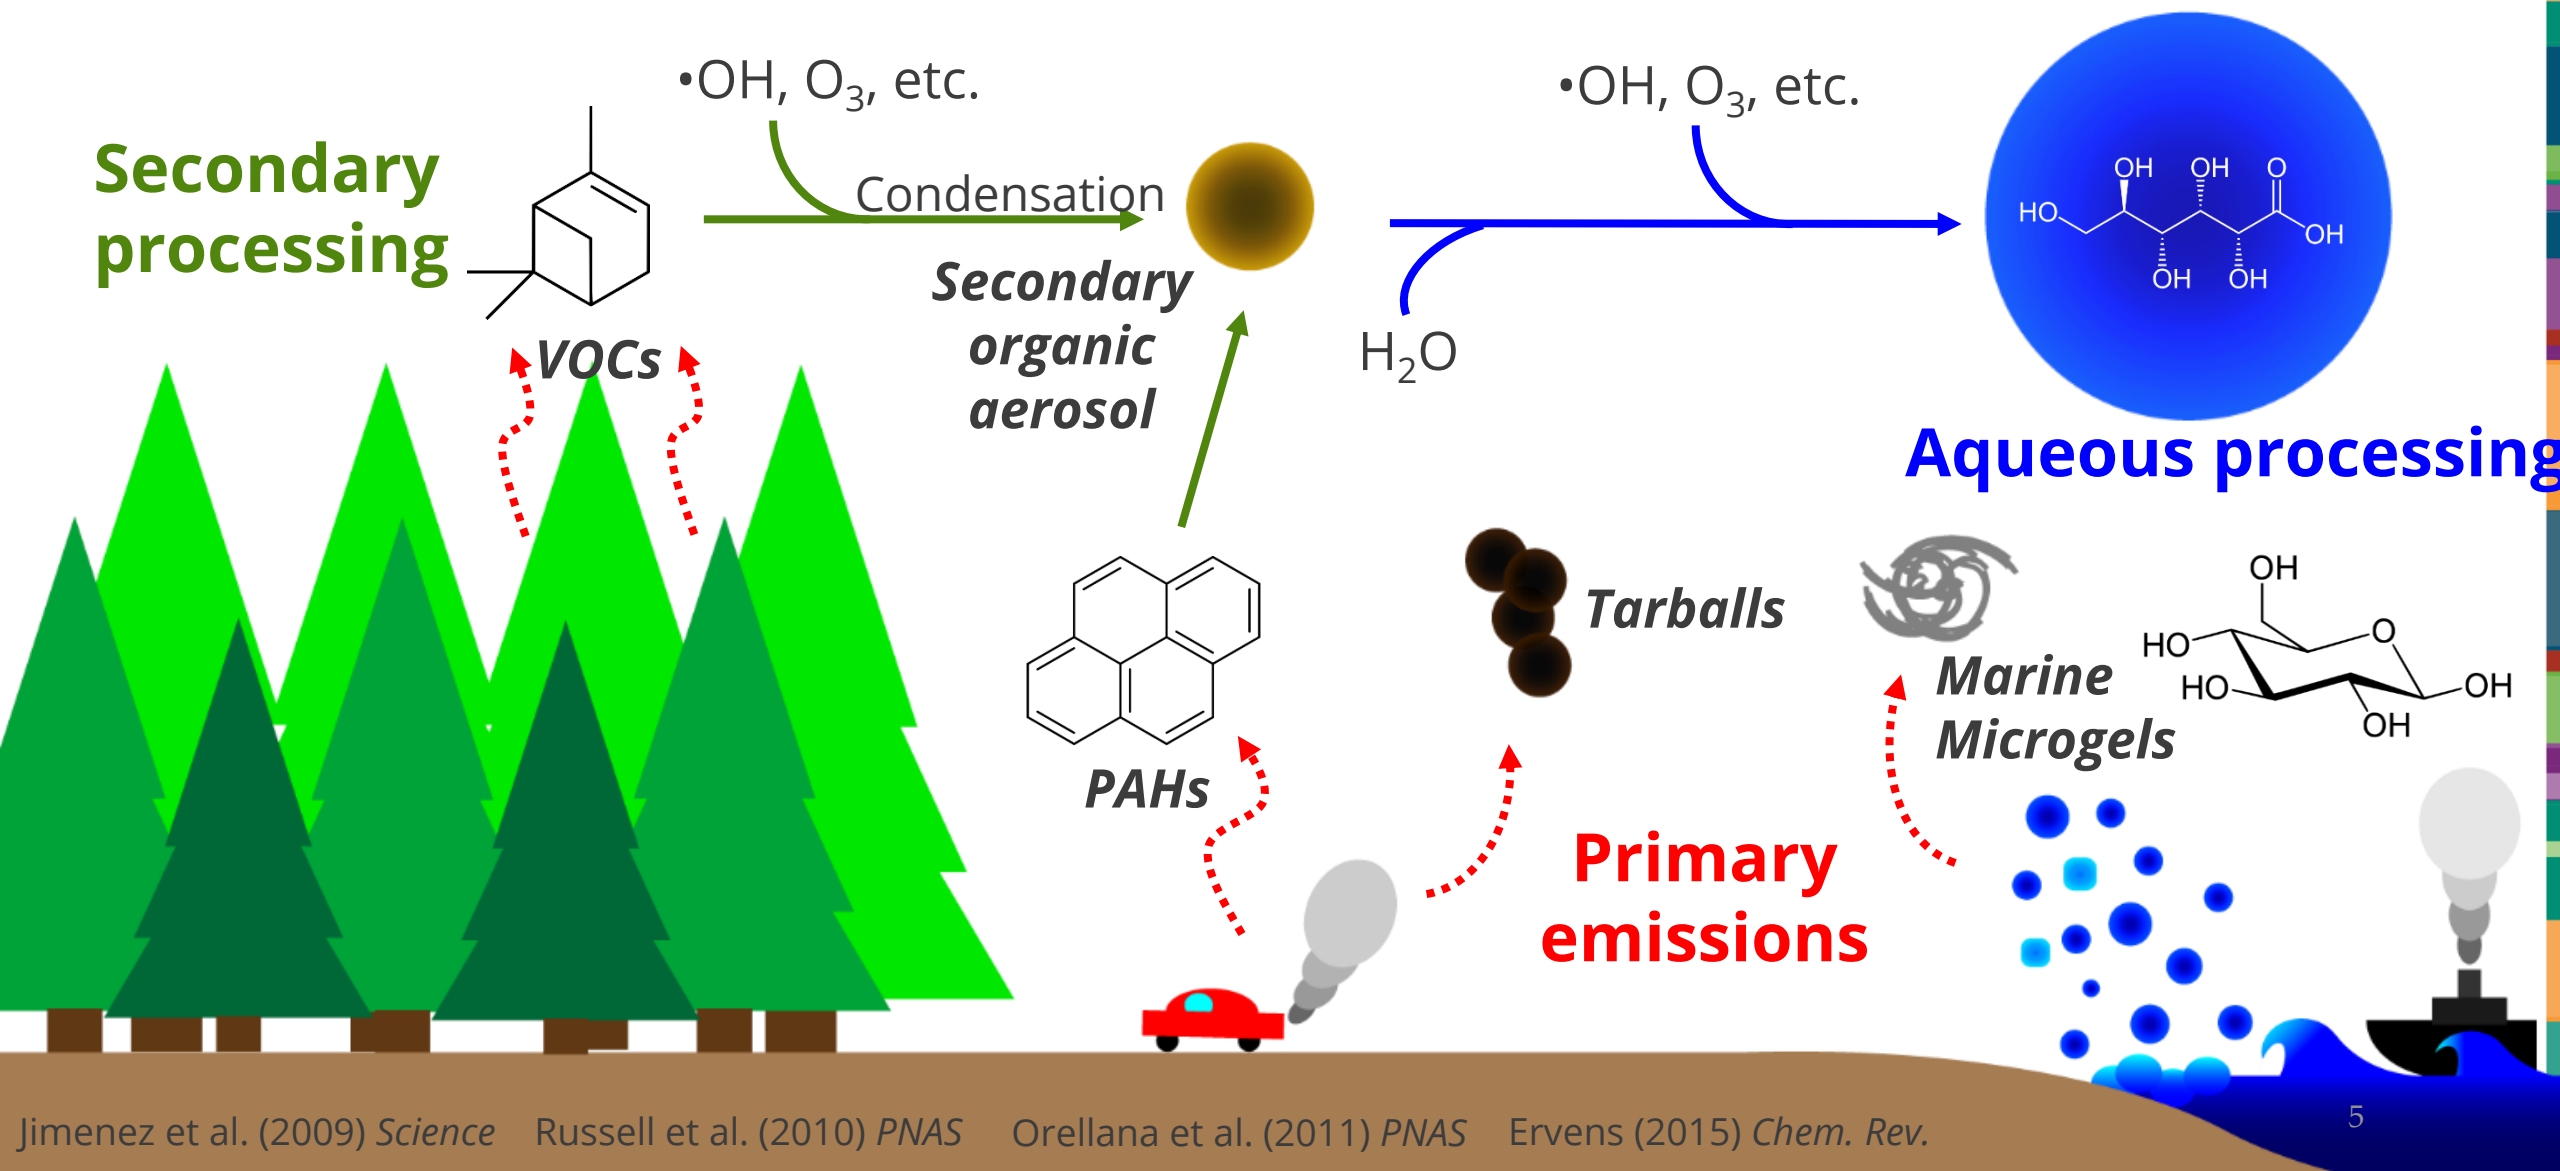 •OH, O3, etc.
•OH, O3, etc.
Secondary
processing
Condensation
OH OH O
HO OH
OH OH
Secondary
organic
aerosol
VOCs
H2O
Aqueous processing
OH
Tarballs
HO O
Marine
HO OH
OH
Microgels
PAHs
Primary
emissions
Jimenez et al. (2009) Science Russell et al. (2010) PNAS Orellana et al. (2011) PNAS Ervens (2015) Chem. Rev.
5